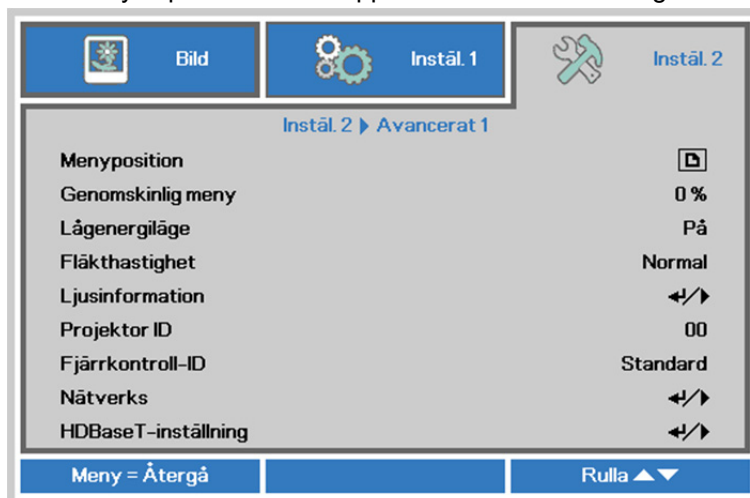 Bild Instäl. 1 Instäl. 2
Instäl. 2 ▶ Avancerat 1
Menyposition
Genomskinlig meny 0 %
Lågenergiläge På
Fläkthastighet Normal
Ljusinformation ↵/▶
Projektor ID 00
Fjärrkontroll-ID Standard
Nätverks ↵/▶
HDBaseT-inställning ↵/▶
Meny = Återgå Rulla ▲▼